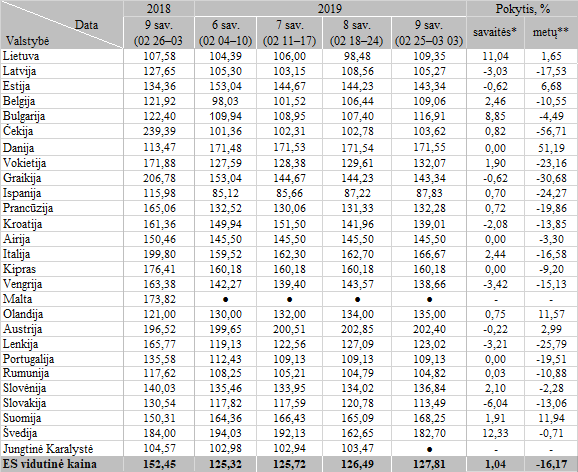 Data 2018 2019 Pokytis, %
Valstybė 9 sav. (02 26–03 6 sav. (02 04–10) 7 sav. (02 11–17) 8 sav. (02 18–24) 9 sav. (02 25–03 03) savaitės* metų**
Lietuva 107,58 104,39 106,00 98,48 109,35 11,04 1,65
Latvija 127,65 105,30 103,15 108,56 105,27 -3,03 -17,53
Estija 134,36 153,04 144,67 144,23 143,34 -0,62 6,68
Belgija 121,92 98,03 101,52 106,44 109,06 2,46 -10,55
Bulgarija 122,40 109,94 108,95 107,40 116,91 8,85 -4,49
Čekija 239,39 101,36 102,31 102,78 103,62 0,82 -56,71
Danija 113,47 171,48 171,53 171,54 171,55 0,00 51,19
Vokietija 171,88 127,59 128,38 129,61 132,07 1,90 -23,16
Graikija 206,78 153,04 144,67 144,23 143,34 -0,62 -30,68
Ispanija 115,98 85,12 85,66 87,22 87,83 0,70 -24,27
Prancūzija 165,06 132,52 130,06 131,33 132,28 0,72 -19,86
Kroatija 161,36 149,94 151,50 141,96 139,01 -2,08 -13,85
Airija 150,46 145,50 145,50 145,50 145,50 0,00 -3,30
Italija 199,80 159,52 162,30 162,70 166,67 2,44 -16,58
Kipras 176,41 160,18 160,18 160,18 160,18 0,00 -9,20
Vengrija 163,38 142,27 139,40 143,57 138,66 -3,42 -15,13
Malta 173,82 ● ● ● ● - -
Olandija 121,00 130,00 132,00 134,00 135,00 0,75 11,57
Austrija 196,52 199,65 200,51 202,85 202,40 -0,22 2,99
Lenkija 165,77 119,13 122,56 127,09 123,02 -3,21 -25,79
Portugalija 135,58 112,43 109,13 109,13 109,13 0,00 -19,51
Rumunija 117,62 108,25 105,21 104,79 104,82 0,03 -10,88
Slovėnija 140,03 135,46 133,95 134,02 136,84 2,10 -2,28
Slovakija 130,54 117,82 117,59 120,78 113,49 -6,04 -13,06
Suomija 150,31 164,36 166,43 165,09 168,25 1,91 11,94
Švedija 184,00 194,03 192,13 162,65 182,70 12,33 -0,71
Jungtinė Karalystė 104,57 102,98 102,94 103,47 ● - -
ES vidutinė kaina 152,45 125,32 125,72 126,49 127,81 1,04 -16,17